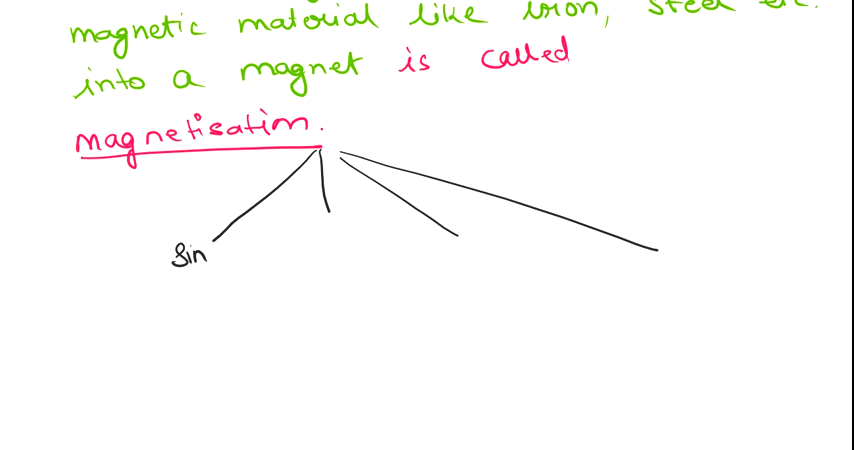 magnetic material like iron, steel etc.
into a magnet is called
magnetisation.
Sin